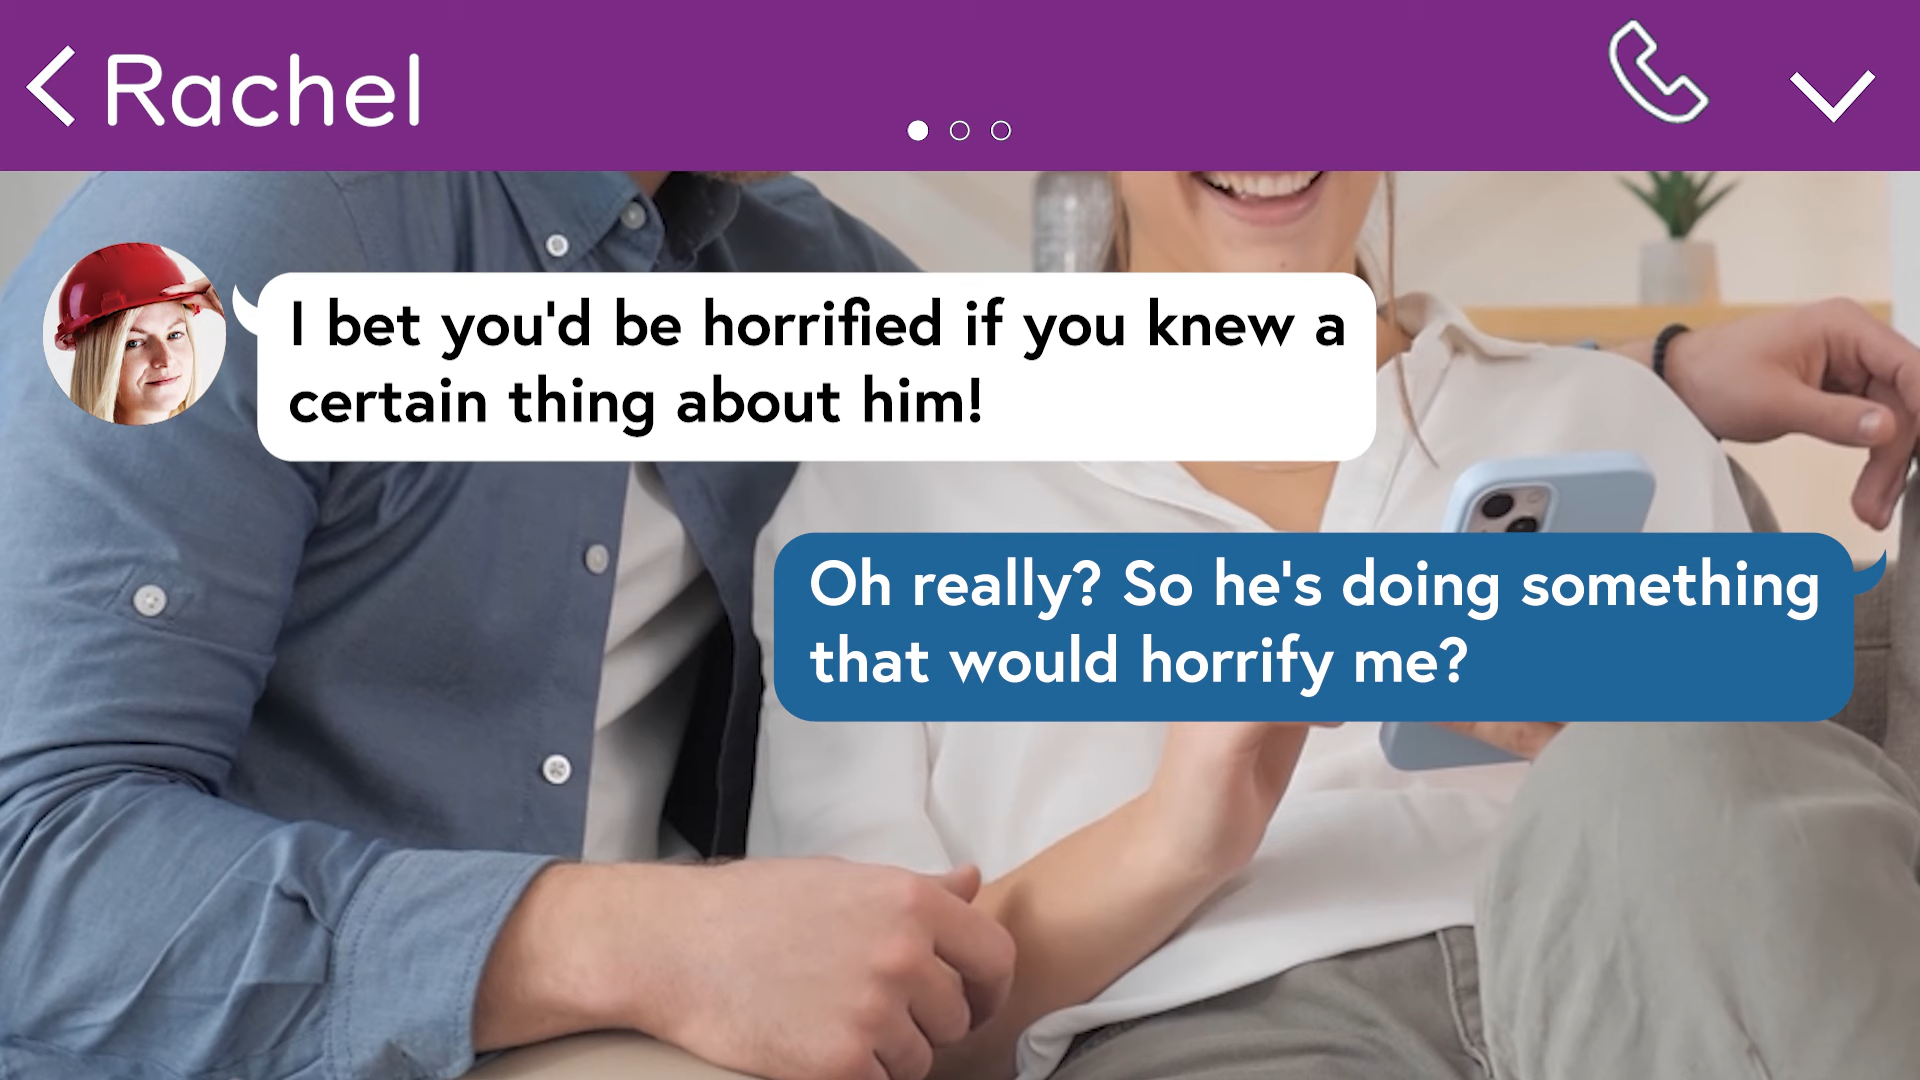 Rachel
I bet you'd be horrified if you knew a
certain thing about him!
Oh really? So he's doing something
that would horrify me?